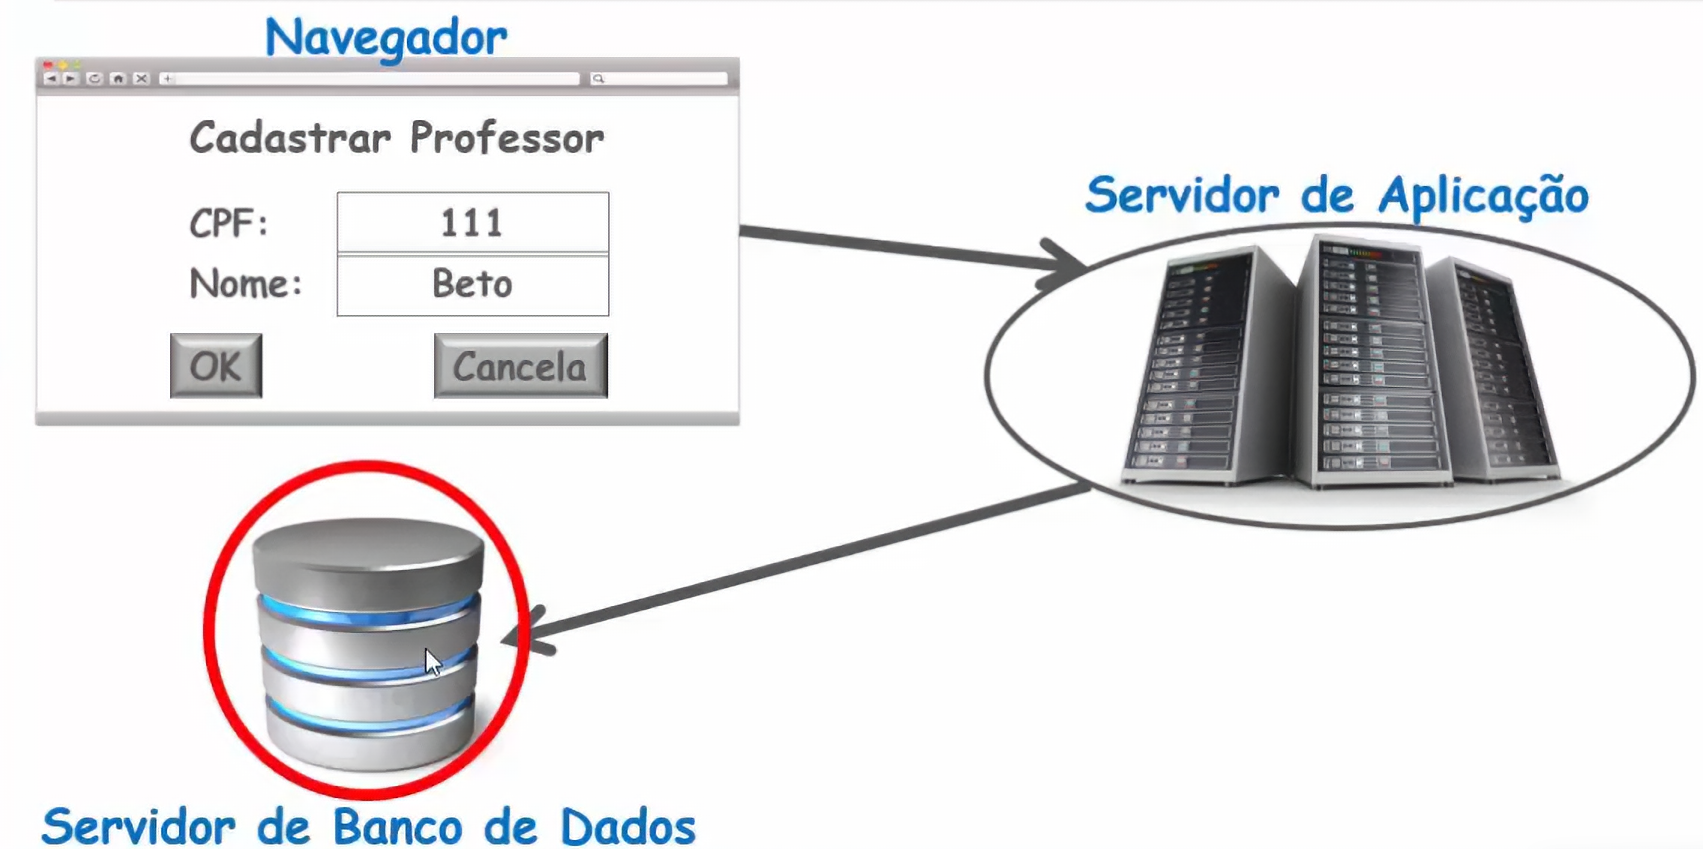 Navegador
Cadastrar Professor
CPF: 111
Nome: Beto
OK Cancela
Servidor de Aplicação
Servidor de Banco de Dados